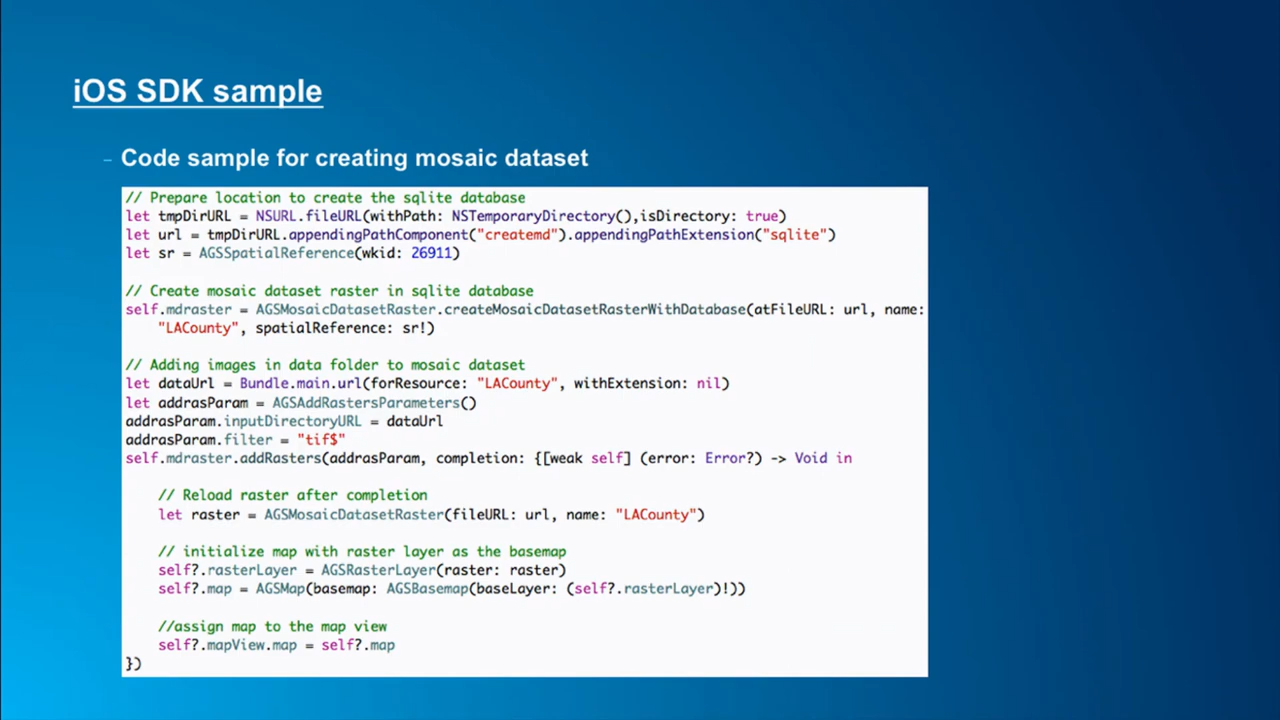 iOS SDK sample
– Code sample for creating mosaic dataset
// Prepare location to create the sqlite database
let tmpDirURL = NSURL.fileURL(withPath: NSTemporaryDirectory(),isDirectory: true)
let url = tmpDirURL.appendingPathComponent("createmd").appendingPathExtension("sqlite")
let sr = AGSSpatialReference(wkid: 26911)
// Create mosaic dataset raster in sqlite database
self.mdraster = AGSMosaicDatasetRaster.createMosaicDatasetRasterWithDatabase(atFileURL: url, name:
"LACounty", spatialReference: sr!)
// Adding images in data folder to mosaic dataset
let dataUrl = Bundle.main.url(forResource: "LACounty", withExtension: nil)
let addrasParam = AGSAddRastersParameters()
addrasParam.inputDirectoryURL = dataUrl
addrasParam.filter = "tif$"
self.mdraster.addRasters(addrasParam, completion: {[weak self] (error: Error?) -> Void in
// Reload raster after completion
let raster = AGSMosaicDatasetRaster(fileURL: url, name: "LACounty")
// initialize map with raster layer as the basemap
self?.rasterLayer = AGSRasterLayer(raster: raster)
self?.map = AGSMap(basemap: AGSBasemap(baseLayer: (self?.rasterLayer)!))
//assign map to the map view
self?.mapView.map = self?.map
})